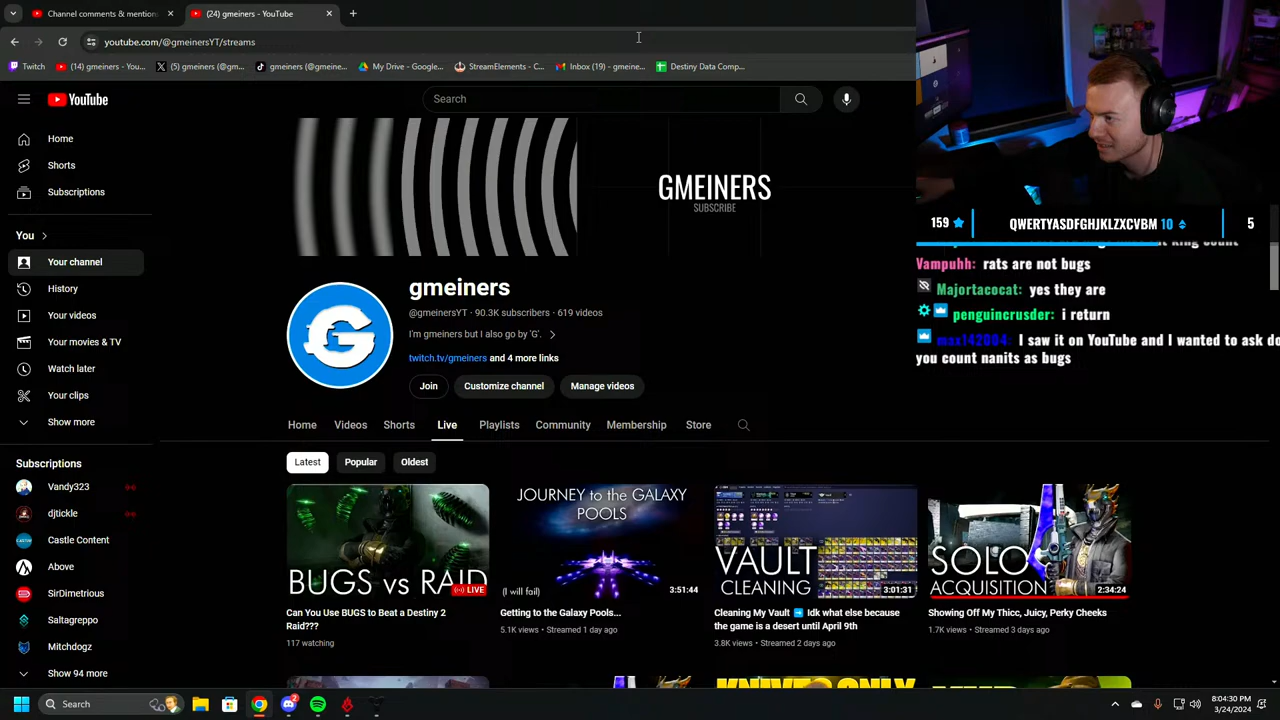 Channel comments & mention
(24) gmeiners - YouTube
youtube.com/@gmeinersYT/streams
Twitch
(14) gmeiners - You...
(5) gmeiners (@gm...
gmeiners (@gmeine...
My Drive - Google...
StreamElements - C...
Inbox (19) - gmeine...
Destiny Data Comp...
YouTube
Search
Home
Shorts
Subscriptions
You
Your channel
History
Your videos
Your movies & TV
Watch later
Your clips
Show more
Subscriptions
Vandy323
djtickle
Castle Content
Above
SirDimetrious
Saltagreppo
Mitchdogz
Show 94 more
GMEINERS
SUBSCRIBE
gmeiners
@gmeinersYT · 90.3K subscribers · 619 videos
I'm gmeiners but I also go by 'G'.
twitch.tv/gmeiners and 4 more links
Join
Customize channel
Manage videos
Home
Videos
Shorts
Live
Playlists
Community
Membership
Store
Latest
Popular
Oldest
BUGS vs RAID
LIVE
Can You Use BUGS to Beat a Destiny 2
Raid???
117 watching
JOURNEY to the GALAXY
POOLS
(I will fail)
3:51:44
Getting to the Galaxy Pools...
5.1K views • Streamed 1 day ago
VAULT
CLEANING
3:01:31
Cleaning My Vault ➡ Idk what else because
the game is a desert until April 9th
3.8K views • Streamed 2 days ago
SOLO
ACQUISITION
2:34:24
Showing Off My Thicc, Juicy, Perky Cheeks
1.7K views • Streamed 3 days ago
KNIVES ONLY
159
QWERTYASDFGHJKLZXCVBM 10
5
Vampuhh: rats are not bugs
Majortacocat: yes they are
penguincrusder: i return
max142004: I saw it on YouTube and I wanted to ask do
you count nanits as bugs
Search
2
8:04:30 PM
3/24/2024